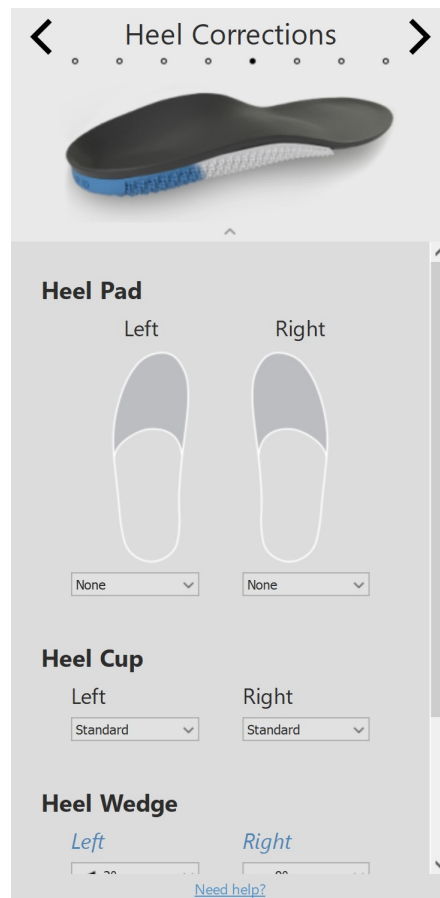 Heel Corrections
Heel Pad
Left Right
None None
Heel Cup
Left Right
Standard Standard
Heel Wedge
Left Right
Need help?